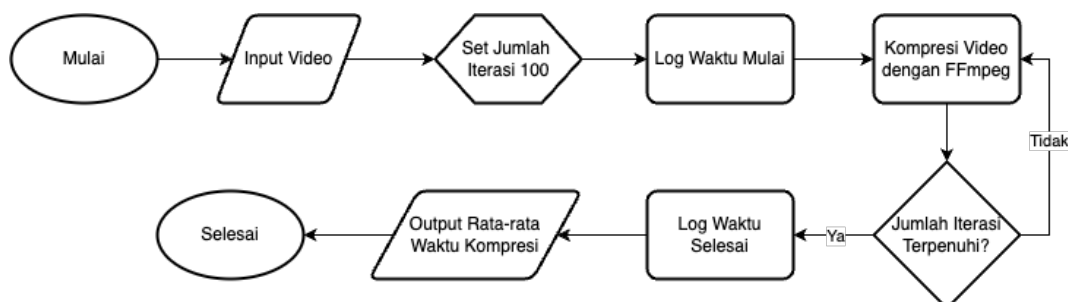 Mulai
Input Video
Set Jumlah
Iterasi 100
Log Waktu Mulai
Kompresi Video
dengan FFmpeg
Tidak
Jumlah Iterasi
Terpenuhi?
Ya
Log Waktu
Selesai
Output Rata-rata
Waktu Kompresi
Selesai